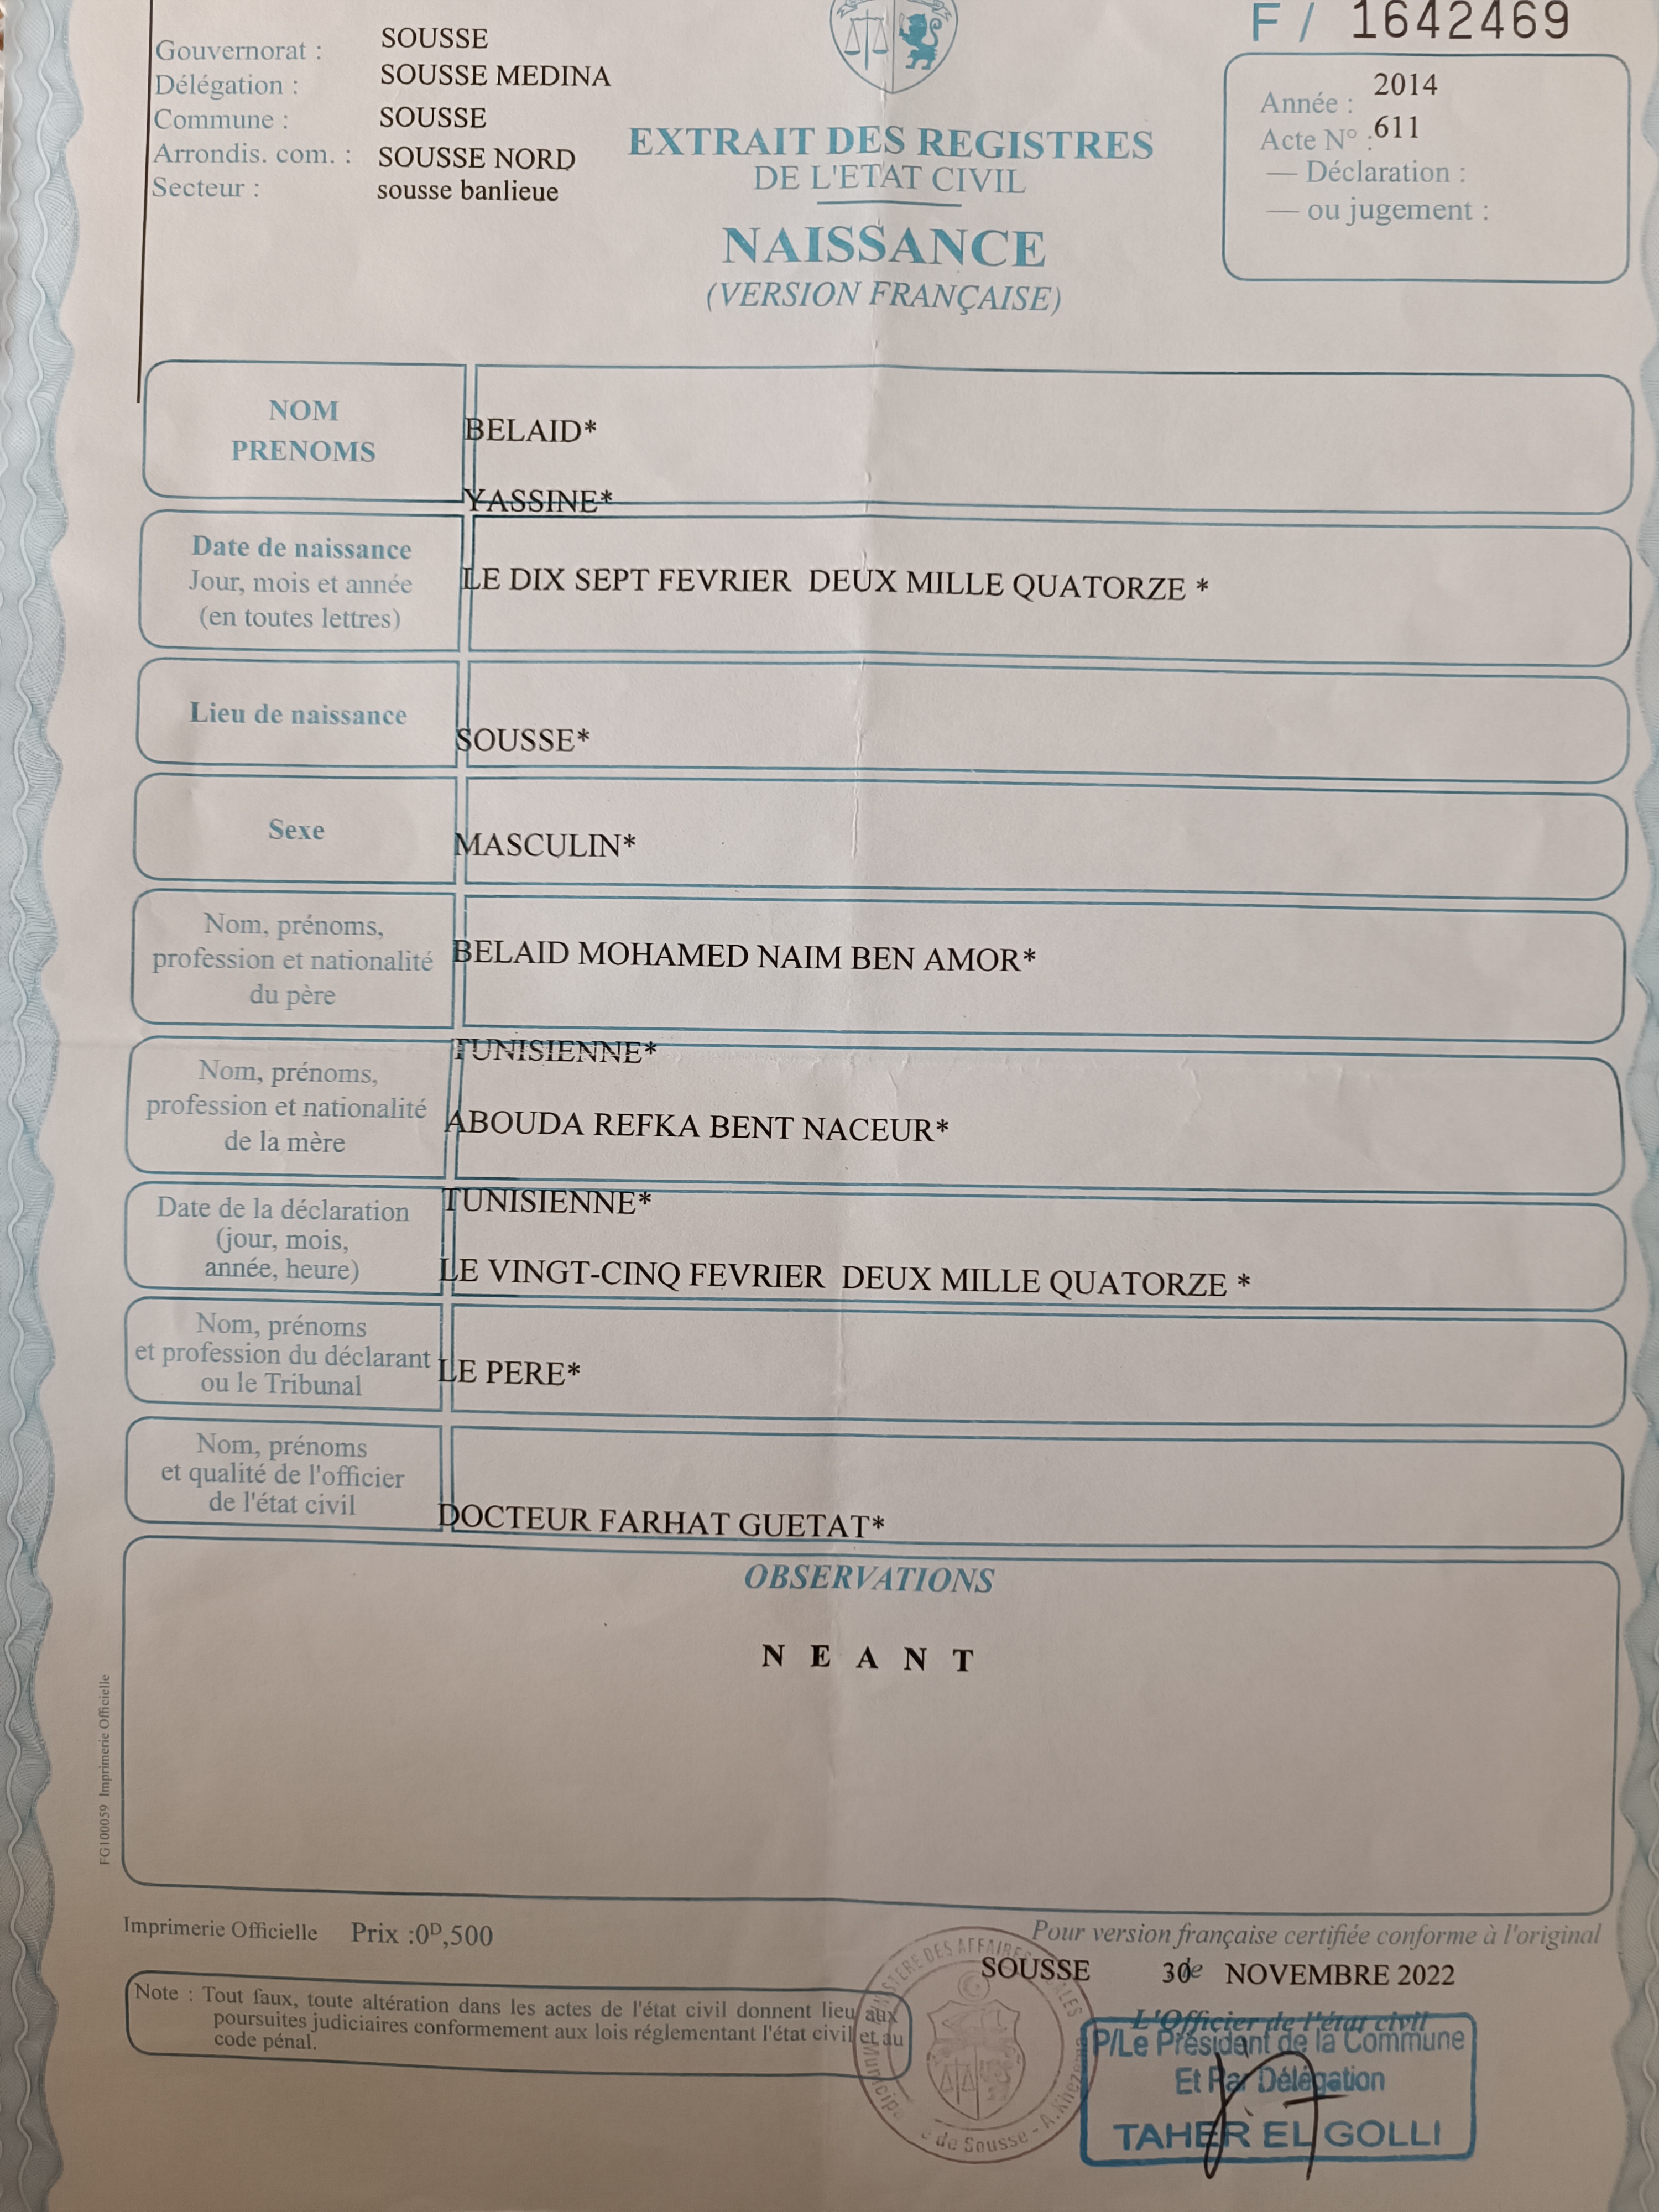 F / 1642469
Gouvernorat : SOUSSE
Délégation : SOUSSE MEDINA
Commune : SOUSSE
Arrondis. com. : SOUSSE NORD
Secteur : sousse banlieue
EXTRAIT DES REGISTRES
DE L'ETAT CIVIL
NAISSANCE
(VERSION FRANÇAISE)
Année : 2014
Acte N° : 611
— Déclaration :
— ou jugement :
NOM
PRENOMS
BELAID*
YASSINE*
Date de naissance
Jour, mois et année
(en toutes lettres)
LE DIX SEPT FEVRIER DEUX MILLE QUATORZE *
Lieu de naissance
SOUSSE*
Sexe
MASCULIN*
Nom, prénoms,
profession et nationalité
du père
BELAID MOHAMED NAIM BEN AMOR*
TUNISIENNE*
Nom, prénoms,
profession et nationalité
de la mère
ABOUDA REFKA BENT NACEUR*
TUNISIENNE*
Date de la déclaration
(jour, mois,
année, heure)
LE VINGT-CINQ FEVRIER DEUX MILLE QUATORZE *
Nom, prénoms
et profession du déclarant
ou le Tribunal
LE PERE*
Nom, prénoms
et qualité de l'officier
de l'état civil
DOCTEUR FARHAT GUETAT*
OBSERVATIONS
N E A N T
FG100059 Imprimerie Officielle
Imprimerie Officielle Prix :0D,500
Pour version française certifiée conforme à l'original
SOUSSE 30 le NOVEMBRE 2022
L'Officier de l'état civil
Note : Tout faux, toute altération dans les actes de l'état civil donnent lieu aux
poursuites judiciaires conformement aux lois réglementant l'état civil et au
code pénal.
P/Le Président de la Commune
Et Par Délégation
TAHER EL GOLLI
DES AFFAIRES
de Sousse - A.Khezema